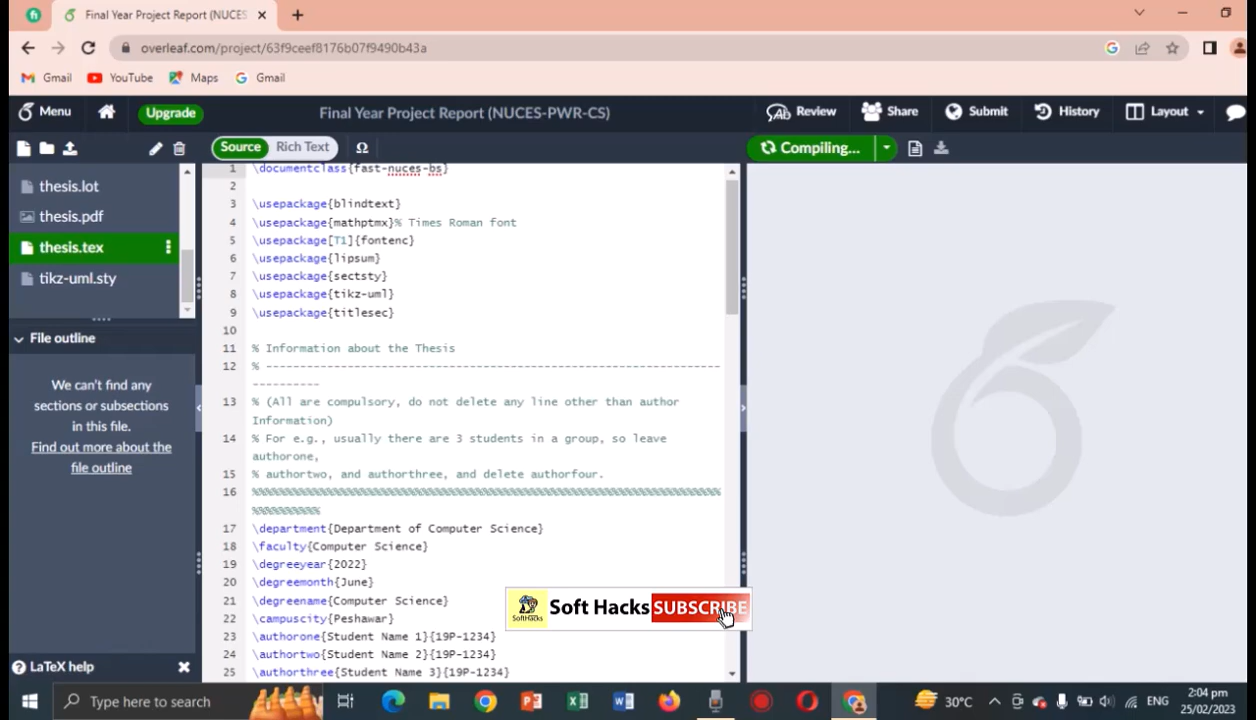 Final Year Project Report (NUCES
overleaf.com/project/63f9ceef8176b07f9490b43a
Gmail YouTube Maps Gmail
Menu Upgrade Final Year Project Report (NUCES-PWR-CS) Review Share Submit History Layout
Source Rich Text Ω Compiling...
thesis.lot
thesis.pdf
thesis.tex
tikz-uml.sty
File outline
We can't find any
sections or subsections
in this file.
Find out more about the
file outline
LaTeX help
1 \documentclass{fast-nuces-bs}
2
3 \usepackage{blindtext}
4 \usepackage{mathptmx}% Times Roman font
5 \usepackage[T1]{fontenc}
6 \usepackage{lipsum}
7 \usepackage{sectsty}
8 \usepackage{tikz-uml}
9 \usepackage{titlesec}
10
11 % Information about the Thesis
12 % -------------------------------------------------------------------
----------
13 % (All are compulsory, do not delete any line other than author
Information)
14 % For e.g., usually there are 3 students in a group, so leave
authorone,
15 % authortwo, and authorthree, and delete authorfour.
16 %%%%%%%%%%%%%%%%%%%%%%%%%%%%%%%%%%%%%%%%%%%%%%%%%%%%%%%%%%%%%%%%%%%%%%
%%%%%%%%%%
17 \department{Department of Computer Science}
18 \faculty{Computer Science}
19 \degreeyear{2022}
20 \degreemonth{June}
21 \degreename{Computer Science}
22 \campuscity{Peshawar}
23 \authorone{Student Name 1}{19P-1234}
24 \authortwo{Student Name 2}{19P-1234}
25 \authorthree{Student Name 3}{19P-1234}
SoftHacks Soft Hacks SUBSCRIBE
Type here to search 30°C ENG 2:04 pm
25/02/2023